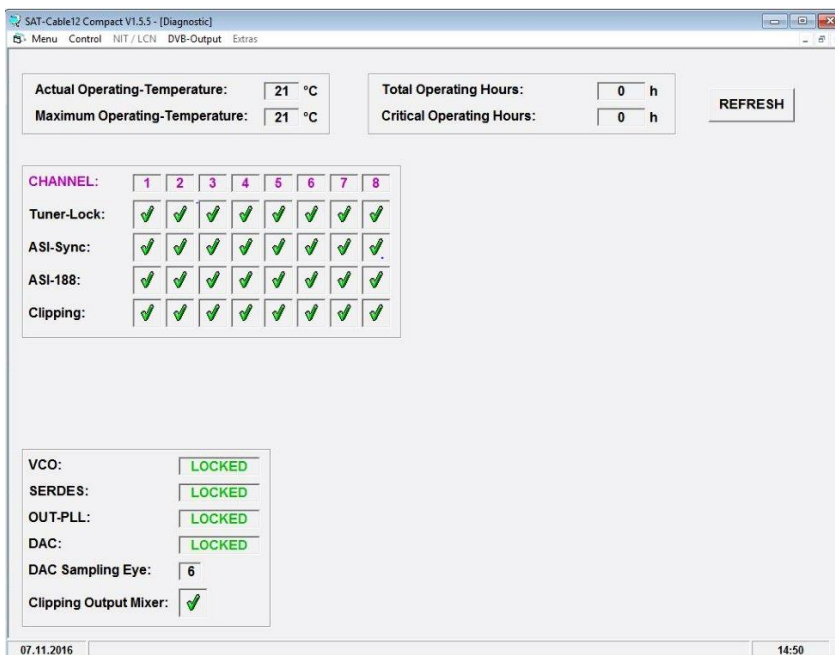 SAT-Cable12 Compact V1.5.5 - [Diagnostic]
Menu Control NIT / LCN DVB-Output Extras
Actual Operating-Temperature: 21 °C
Maximum Operating-Temperature: 21 °C
Total Operating Hours: 0 h
Critical Operating Hours: 0 h
REFRESH
CHANNEL: 1 2 3 4 5 6 7 8
Tuner-Lock:
ASI-Sync:
ASI-188:
Clipping:
VCO: LOCKED
SERDES: LOCKED
OUT-PLL: LOCKED
DAC: LOCKED
DAC Sampling Eye: 6
Clipping Output Mixer:
07.11.2016 14:50